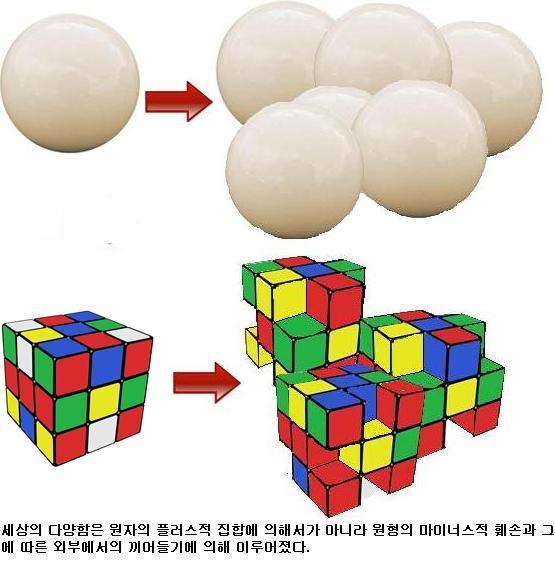 세상의 다양함은 원자의 플러스적 집합에 의해서가 아니라 원형의 마이너스적 훼손과 그
에 따른 외부에서의 끼어들기에 의해 이루어졌다.